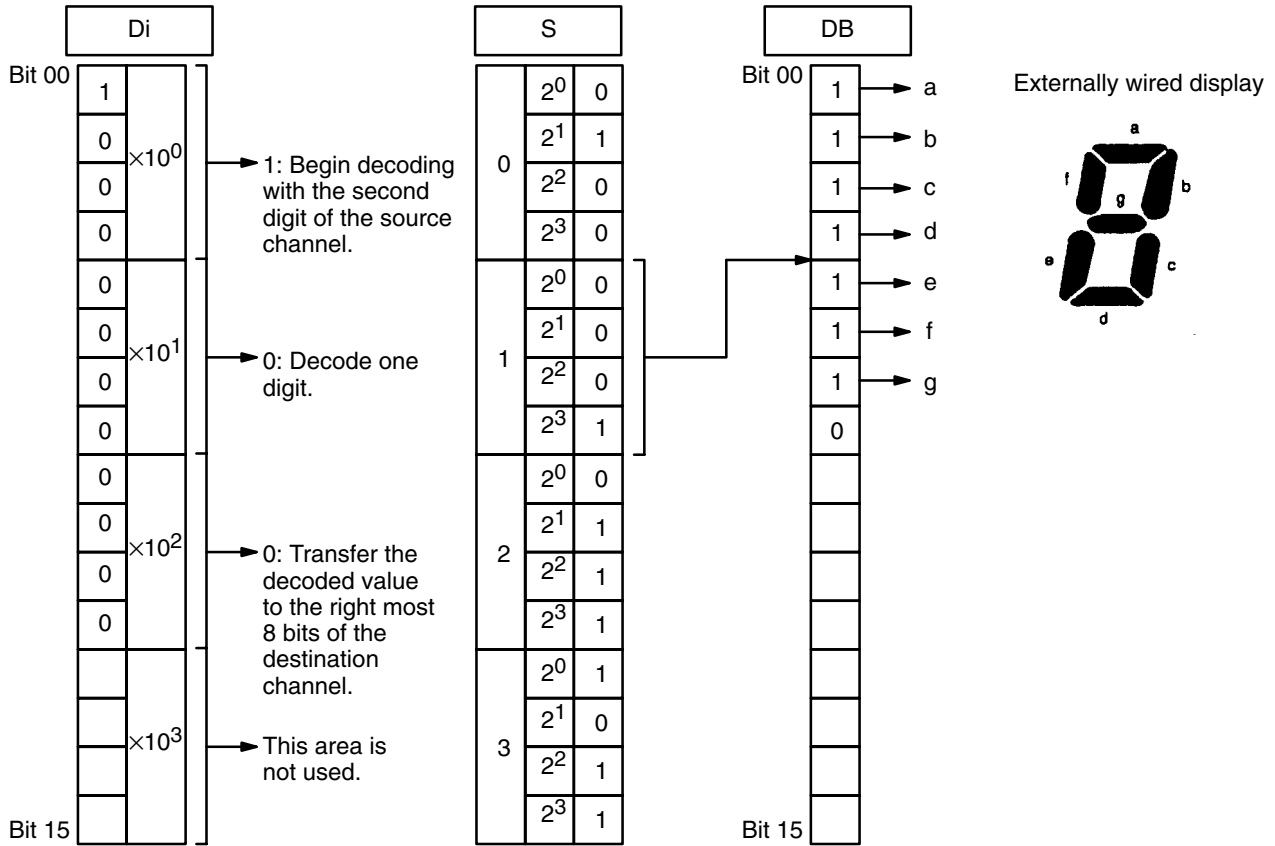 Di
S
DB
Bit 00
1
0
0
0
×10⁰
0
0
0
0
×10¹
0
0
0
0
×10²
×10³
Bit 15
1: Begin decoding
with the second
digit of the source
channel.
0: Decode one
digit.
0: Transfer the
decoded value
to the right most
8 bits of the
destination
channel.
This area is
not used.
0
2⁰ 0
2¹ 1
2² 0
2³ 0
1
2⁰ 0
2¹ 0
2² 0
2³ 1
2
2⁰ 0
2¹ 1
2² 1
2³ 1
3
2⁰ 1
2¹ 0
2² 1
2³ 1
Bit 00
1 a
1 b
1 c
1 d
1 e
1 f
1 g
0
Bit 15
Externally wired display
a
f
b
g
e
c
d